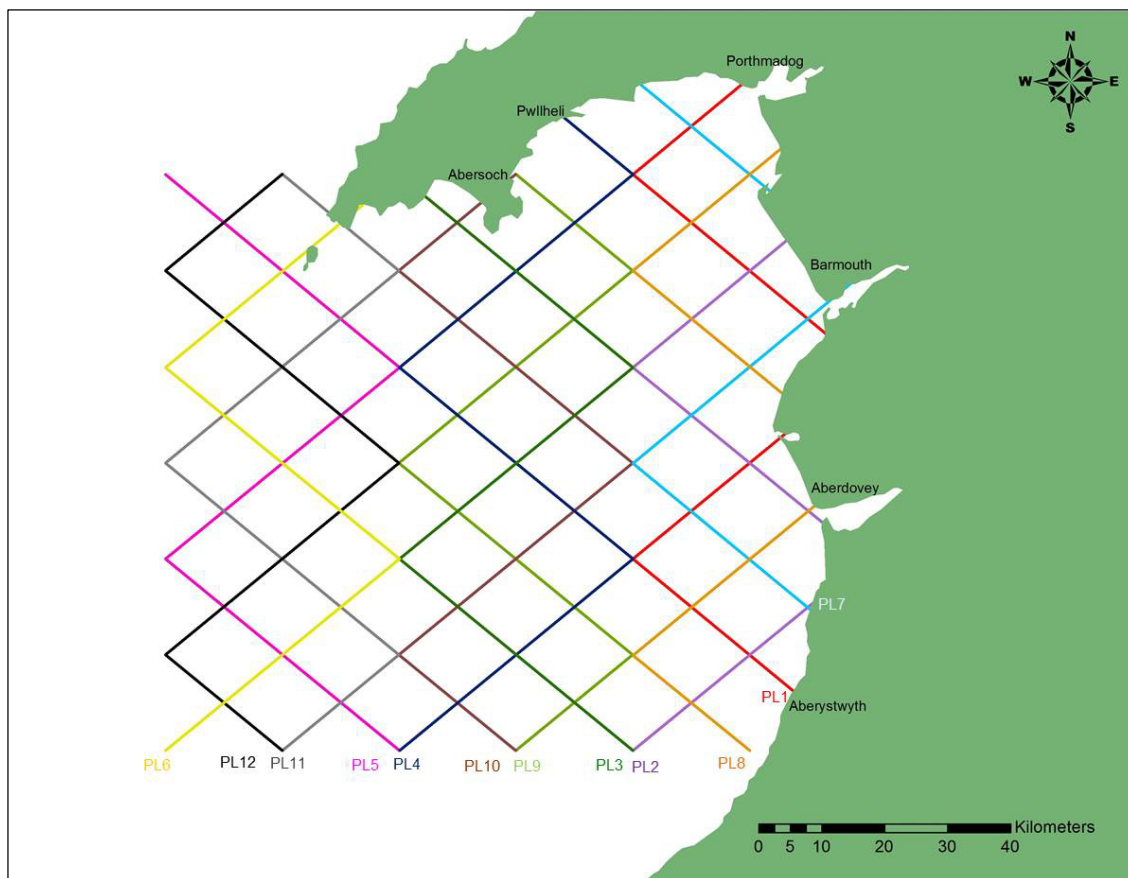 N
W E
S
Porthmadog
Pwllheli
Abersoch
Barmouth
Aberdovey
PL7
PL1
Aberystwyth
PL6 PL12 PL11 PL5 PL4 PL10 PL9 PL3 PL2 PL8
Kilometers
0 5 10 20 30 40